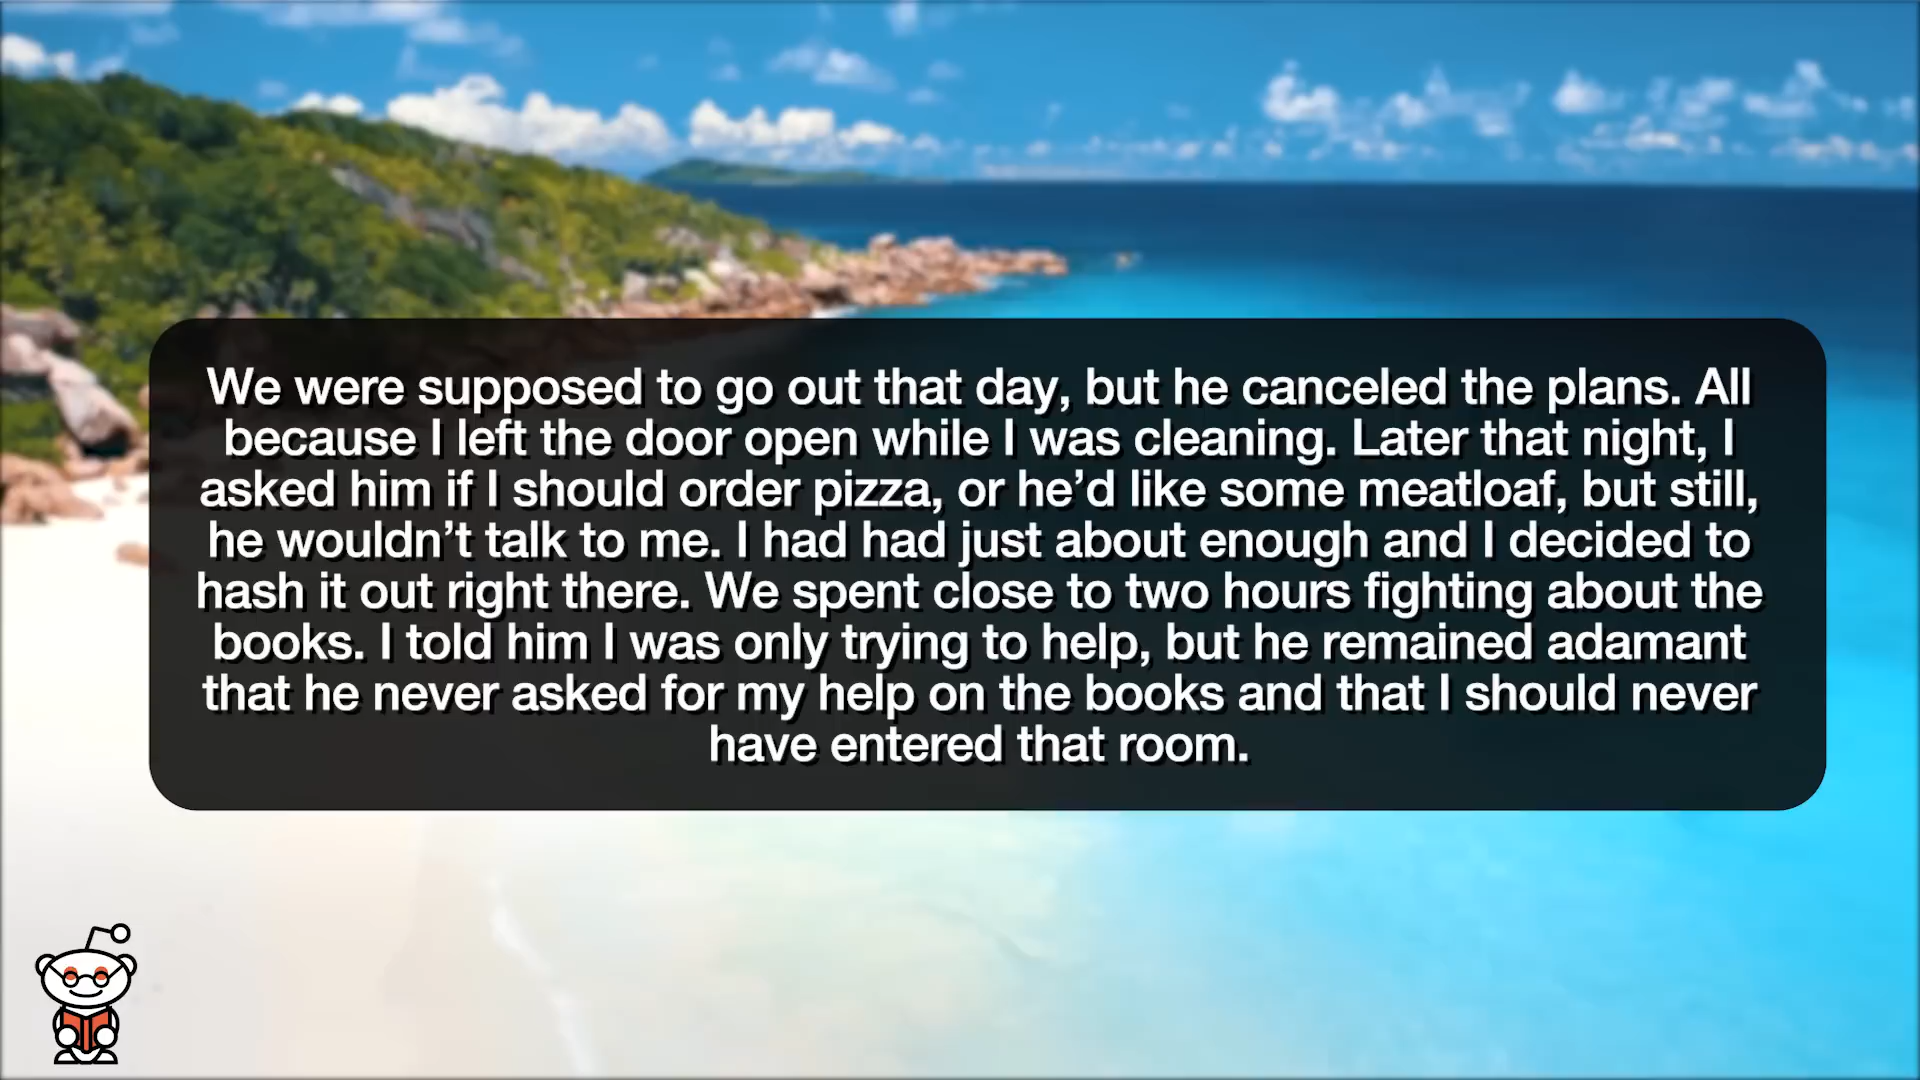 We were supposed to go out that day, but he canceled the plans. All
because I left the door open while I was cleaning. Later that night, I
asked him if I should order pizza, or he’d like some meatloaf, but still,
he wouldn’t talk to me. I had had just about enough and I decided to
hash it out right there. We spent close to two hours fighting about the
books. I told him I was only trying to help, but he remained adamant
that he never asked for my help on the books and that I should never
have entered that room.